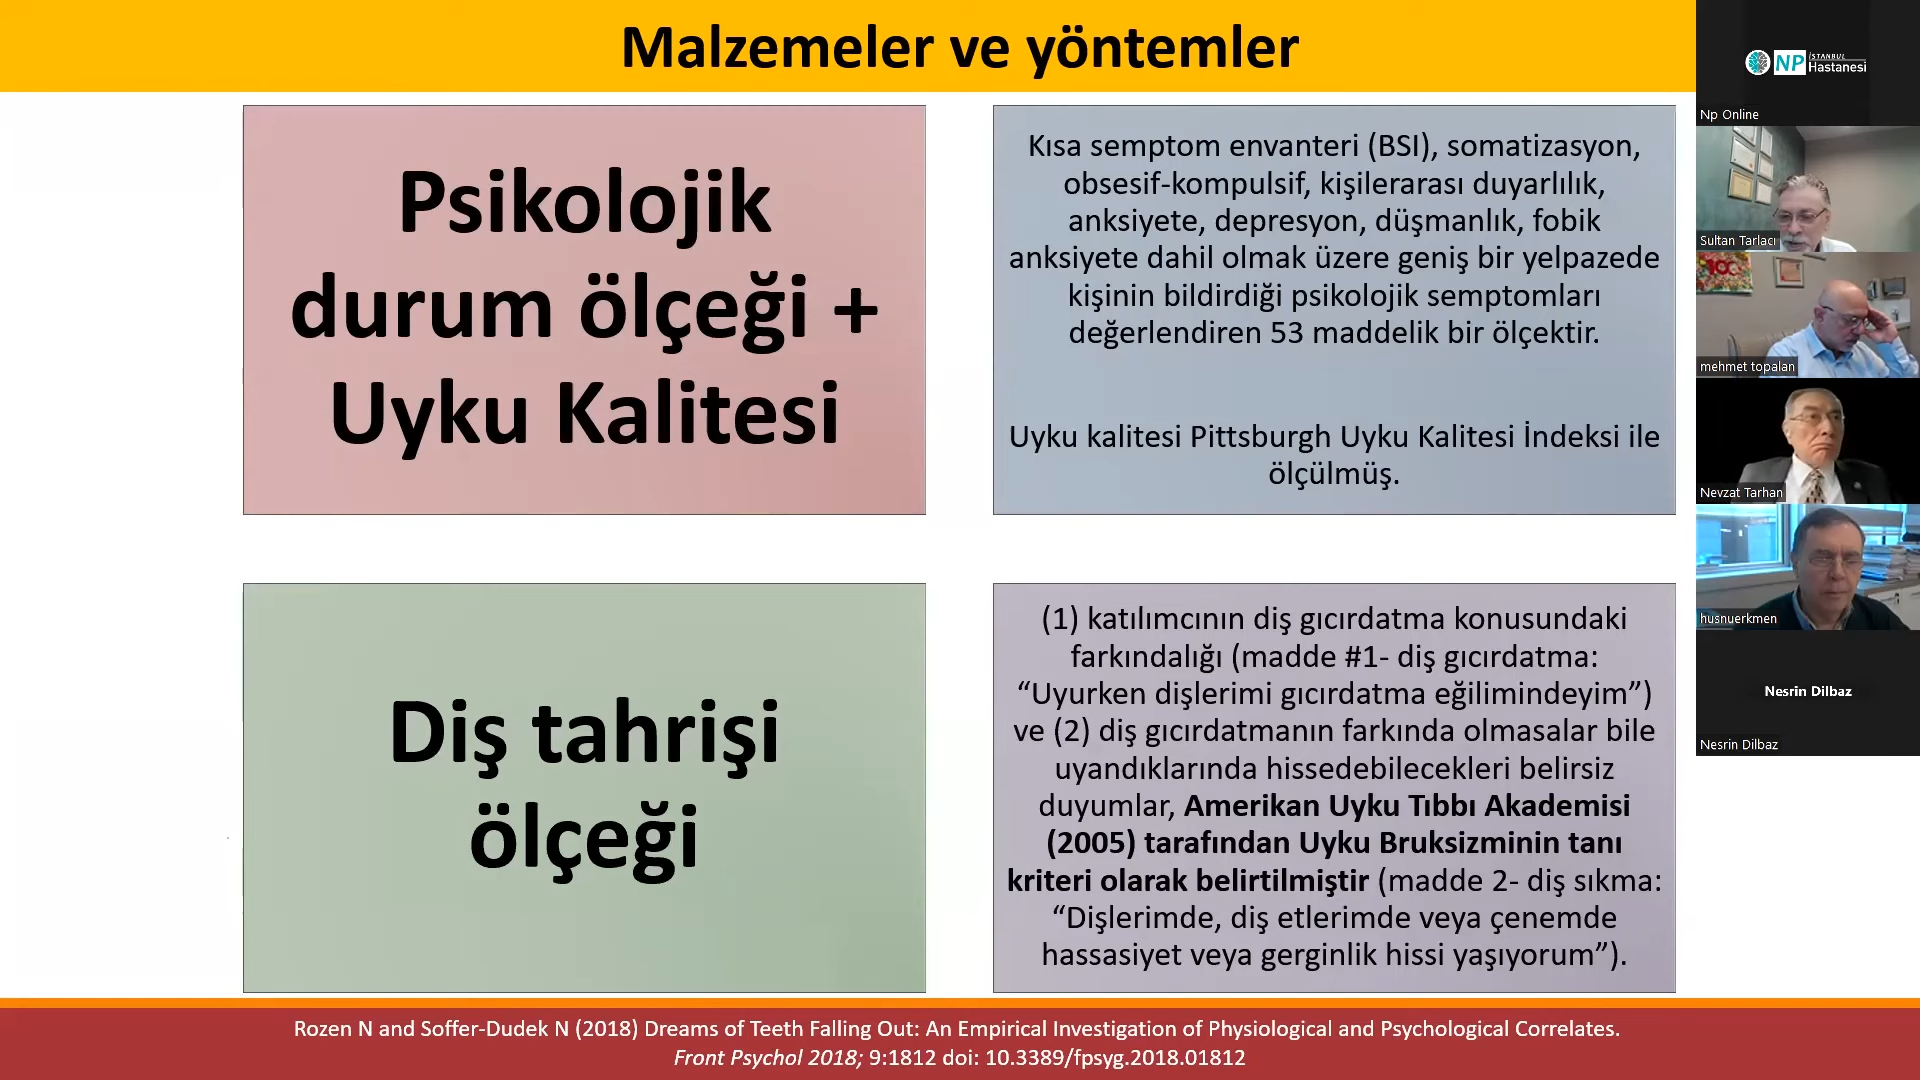 Malzemeler ve yöntemler
Psikolojik
durum ölçeği +
Uyku Kalitesi
Kısa semptom envanteri (BSI), somatizasyon,
obsesif-kompulsif, kişilerarası duyarlılık,
anksiyete, depresyon, düşmanlık, fobik
anksiyete dahil olmak üzere geniş bir yelpazede
kişinin bildirdiği psikolojik semptomları
değerlendiren 53 maddelik bir ölçektir.
Uyku kalitesi Pittsburgh Uyku Kalitesi İndeksi ile
ölçülmüş.
Diş tahrişi
ölçeği
(1) katılımcının diş gıcırdatma konusundaki
farkındalığı (madde #1- diş gıcırdatma:
“Uyurken dişlerimi gıcırdatma eğilimindeyim”)
ve (2) diş gıcırdatmanın farkında olmasalar bile
uyandıklarında hissedebilecekleri belirsiz
duyumlar, Amerikan Uyku Tıbbı Akademisi
(2005) tarafından Uyku Bruksizminin tanı
kriteri olarak belirtilmiştir (madde 2- diş sıkma:
“Dişlerimde, diş etlerimde veya çenemde
hassasiyet veya gerginlik hissi yaşıyorum”).
Rozen N and Soffer-Dudek N (2018) Dreams of Teeth Falling Out: An Empirical Investigation of Physiological and Psychological Correlates.
Front Psychol 2018; 9:1812 doi: 10.3389/fpsyg.2018.01812
NP İSTANBUL
Hastanesi
Np Online
Sultan Tarlacı
mehmet topalan
Nevzat Tarhan
husnuerkmen
Nesrin Dilbaz
Nesrin Dilbaz